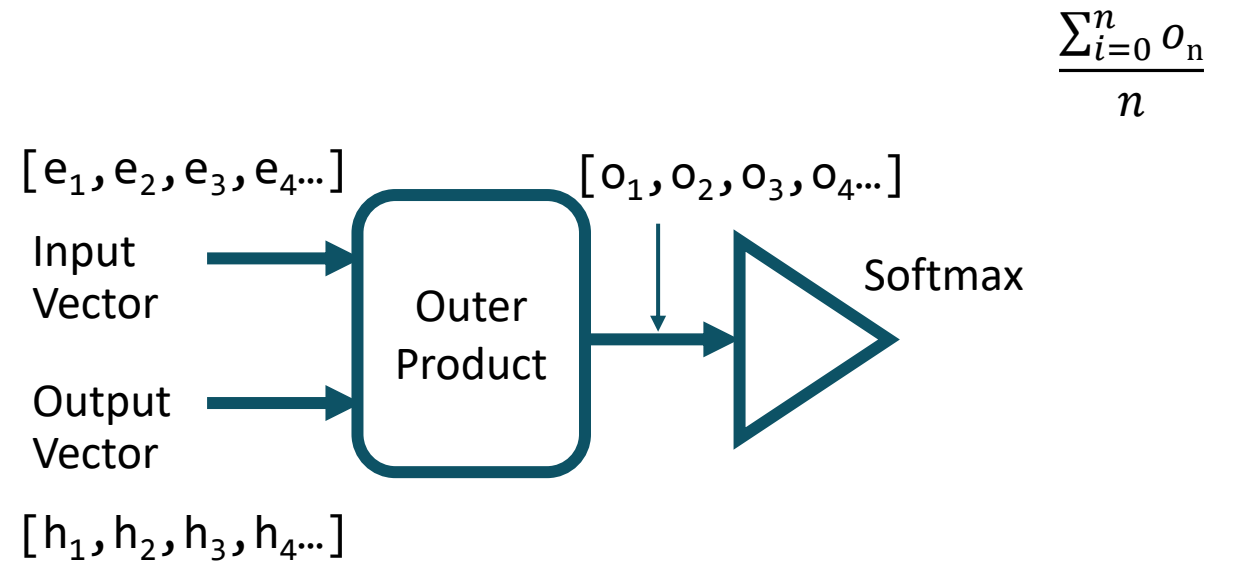 ∑ⁿᵢ₌₀ oₙ
n
[e₁,e₂,e₃,e₄…]
[o₁,o₂,o₃,o₄…]
Input
Vector
Softmax
Outer
Product
Output
Vector
[h₁,h₂,h₃,h₄…]